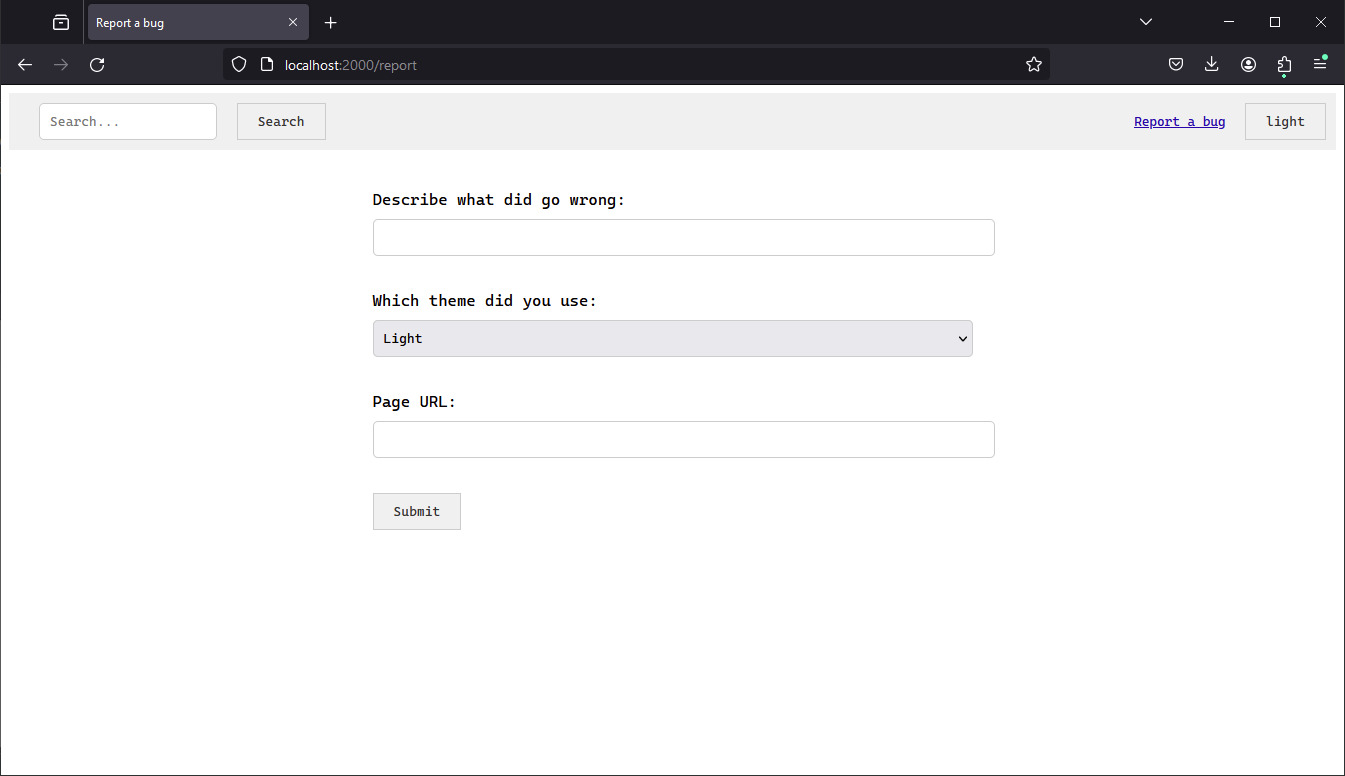 Report a bug
localhost:2000/report
Search...
Search
Report a bug
light
Describe what did go wrong:
Which theme did you use:
Light
Page URL:
Submit